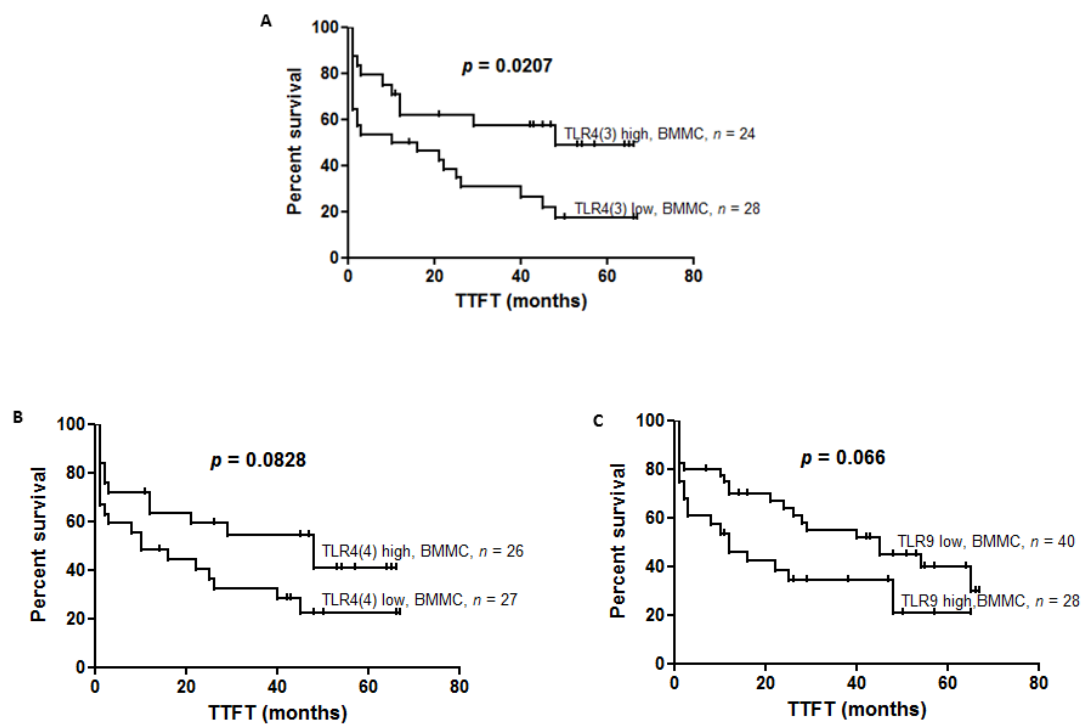 A
p = 0.0207
Percent survival
100
80
60
40
20
0
TLR4(3) high, BMMC, n = 24
TLR4(3) low, BMMC, n = 28
0 20 40 60 80
TTFT (months)
B
p = 0.0828
Percent survival
100
80
60
40
20
0
TLR4(4) high, BMMC, n = 26
TLR4(4) low, BMMC, n = 27
0 20 40 60 80
TTFT (months)
C
p = 0.066
Percent survival
100
80
60
40
20
0
TLR9 low, BMMC, n = 40
TLR9 high,BMMC, n = 28
0 20 40 60 80
TTFT (months)